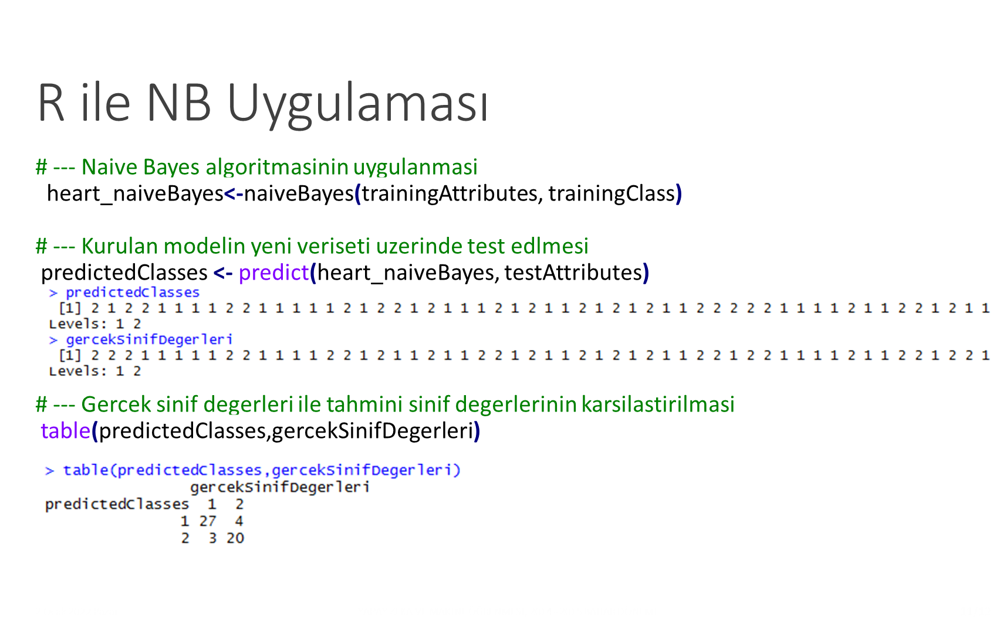 R ile NB Uygulaması
# --- Naive Bayes algoritmasinin uygulanmasi
heart_naiveBayes<-naiveBayes(trainingAttributes, trainingClass)
# --- Kurulan modelin yeni veriseti uzerinde test edlmesi
predictedClasses <- predict(heart_naiveBayes, testAttributes)
> predictedClasses
[1] 2 1 2 2 1 1 1 1 2 2 1 1 1 1 1 2 1 2 2 1 2 1 1 1 2 1 2 1 1 2 1 2 1 2 1 1 2 2 2 2 2 1 1 1 1 2 1 1 2 2 1 2 1 1
Levels: 1 2
> gercekSinifDegerleri
[1] 2 2 2 1 1 1 1 1 2 2 1 1 1 1 2 2 1 2 1 1 2 1 1 2 2 1 2 1 1 2 1 2 1 2 1 1 2 2 1 2 2 1 1 1 1 2 1 1 2 2 1 2 2 1
Levels: 1 2
# --- Gercek sinif degerleri ile tahmini sinif degerlerinin karsilastirilmasi
table(predictedClasses,gercekSinifDegerleri)
> table(predictedClasses,gercekSinifDegerleri)
gercekSinifDegerleri
predictedClasses 1 2
1 27 4
2 3 20